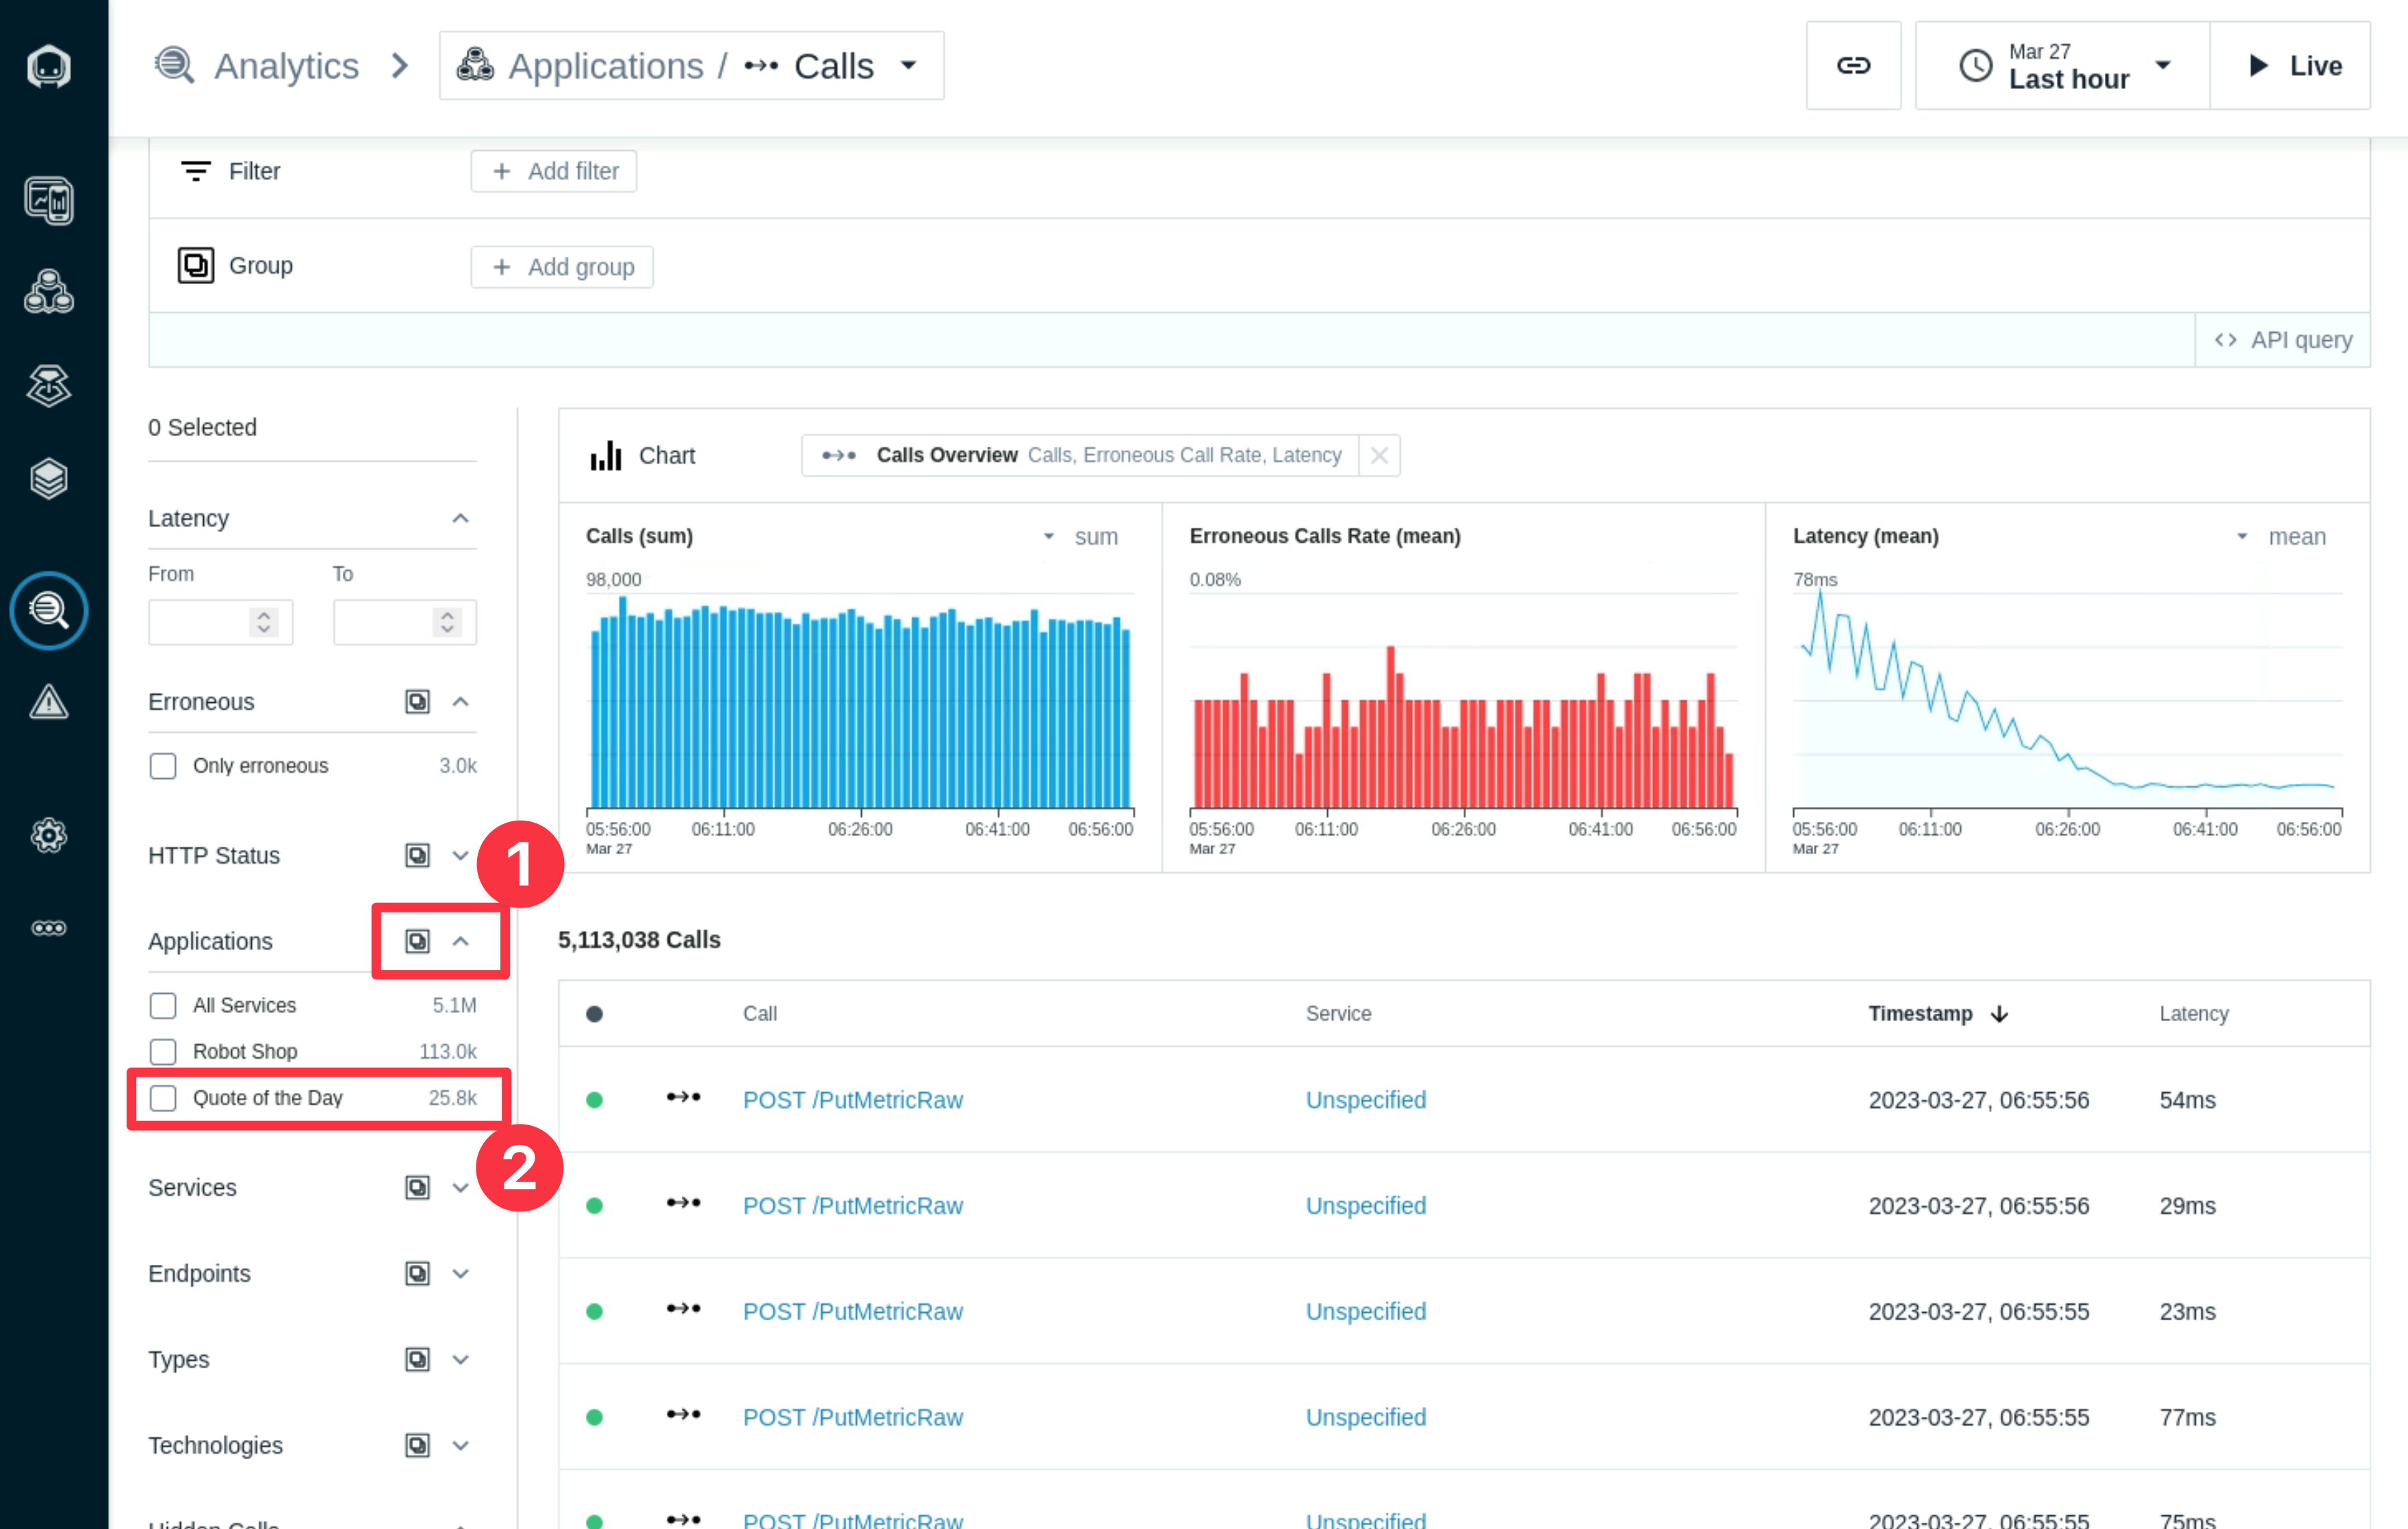 Analytics
Applications / Calls
Mar 27
Last hour
Live
Filter
+ Add filter
Group
+ Add group
<> API query
0 Selected
Latency
From To
Erroneous
Only erroneous 3.0k
HTTP Status
1
Applications
All Services 5.1M
Robot Shop 113.0k
Quote of the Day 25.8k
2
Services
Endpoints
Types
Technologies
Hidden Calls
Chart
Calls Overview Calls, Erroneous Call Rate, Latency
Calls (sum) sum
98,000
05:56:00 06:11:00 06:26:00 06:41:00 06:56:00
Mar 27
Erroneous Calls Rate (mean)
0.08%
05:56:00 06:11:00 06:26:00 06:41:00 06:56:00
Mar 27
Latency (mean) mean
78ms
05:56:00 06:11:00 06:26:00 06:41:00 06:56:00
Mar 27
5,113,038 Calls
Call Service Timestamp Latency
POST /PutMetricRaw Unspecified 2023-03-27, 06:55:56 54ms
POST /PutMetricRaw Unspecified 2023-03-27, 06:55:56 29ms
POST /PutMetricRaw Unspecified 2023-03-27, 06:55:55 23ms
POST /PutMetricRaw Unspecified 2023-03-27, 06:55:55 77ms
POST /PutMetricRaw Unspecified 2023-03-27, 06:55:55 75ms